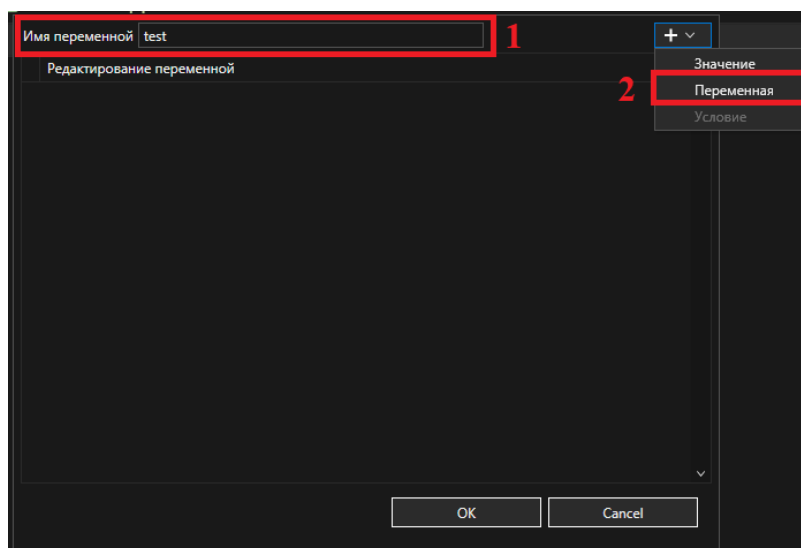 Имя переменной test 1 +
Значение
Редактирование переменной
2 Переменная
Условие
OK Cancel